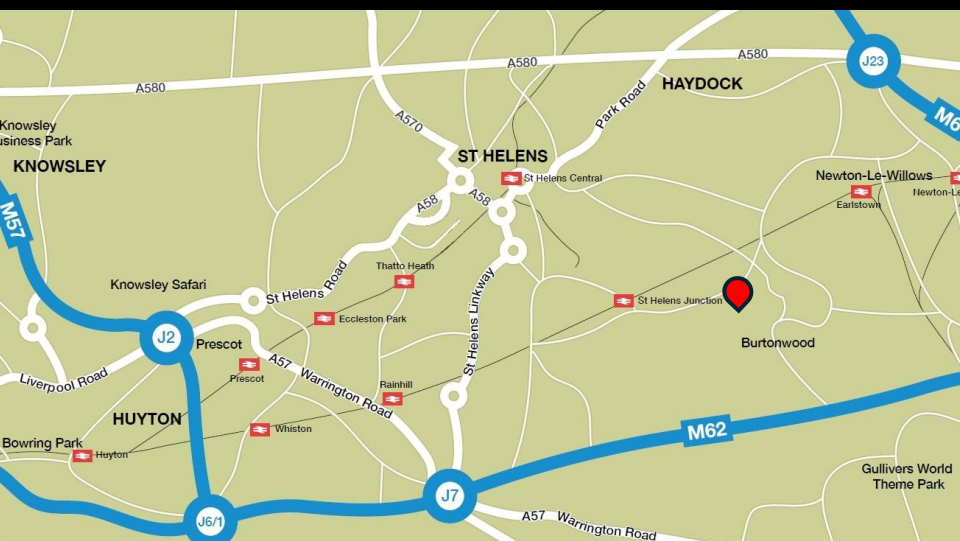 A580
A580
A580
J23
M6
HAYDOCK
Park Road
A570
Knowsley
usiness Park
KNOWSLEY
ST HELENS
St Helens Central
Newton-Le-Willows
Newton-Le
Earlstown
A58
A58
M57
Thatto Heath
Knowsley Safari
St Helens Road
St Helens Junction
St Helens Linkway
Eccleston Park
J2
Prescot
Burtonwood
Prescot
A57 Warrington Road
Liverpool Road
Rainhill
HUYTON
Whiston
M62
Bowring Park
Huyton
Gullivers World
Theme Park
J7
J6/1
A57 Warrington Road